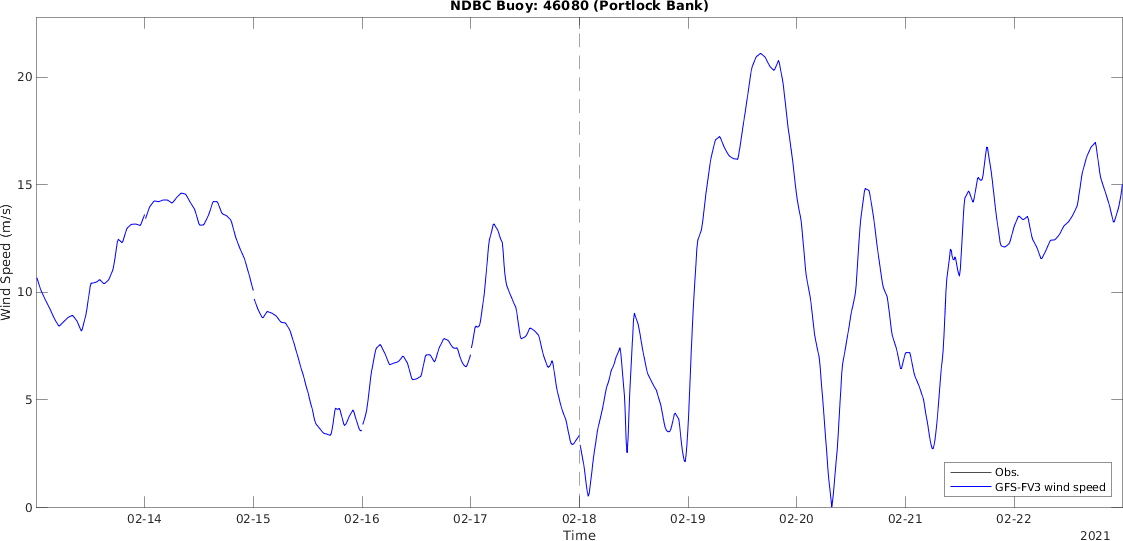 NDBC Buoy: 46080 (Portlock Bank)
Wind Speed (m/s)
20
15
10
5
0
02-14 02-15 02-16 02-17 02-18 02-19 02-20 02-21 02-22
Time
2021
Obs.
GFS-FV3 wind speed